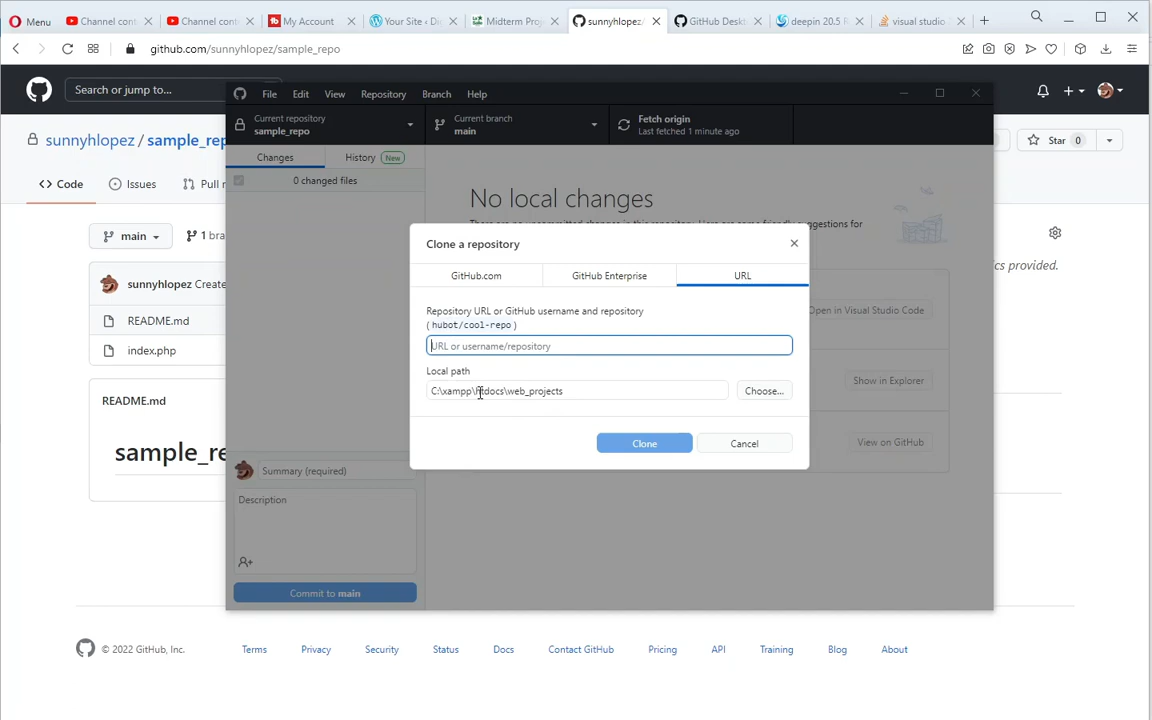 Menu
Channel cont
Channel cont
My Account
Your Site ‹ Di
Midterm Proj
sunnyhlopez/
GitHub Deskt
deepin 20.5 R
visual studio
github.com/sunnyhlopez/sample_repo
Search or jump to...
File Edit View Repository Branch Help
Current repository
sample_repo
Current branch
main
Fetch origin
Last fetched 1 minute ago
sunnyhlopez / sample_rep
Star 0
Changes
History New
0 changed files
Code
Issues
Pull r
No local changes
main
1 bra
sunnyhlopez Create
README.md
index.php
README.md
sample_re
cs provided.
Open in Visual Studio Code
Show in Explorer
View on GitHub
Clone a repository
GitHub.com
GitHub Enterprise
URL
Repository URL or GitHub username and repository
(hubot/cool-repo)
URL or username/repository
Local path
C:\xampp\htdocs\web_projects
Choose...
Clone
Cancel
Summary (required)
Description
Commit to main
© 2022 GitHub, Inc.
Terms
Privacy
Security
Status
Docs
Contact GitHub
Pricing
API
Training
Blog
About